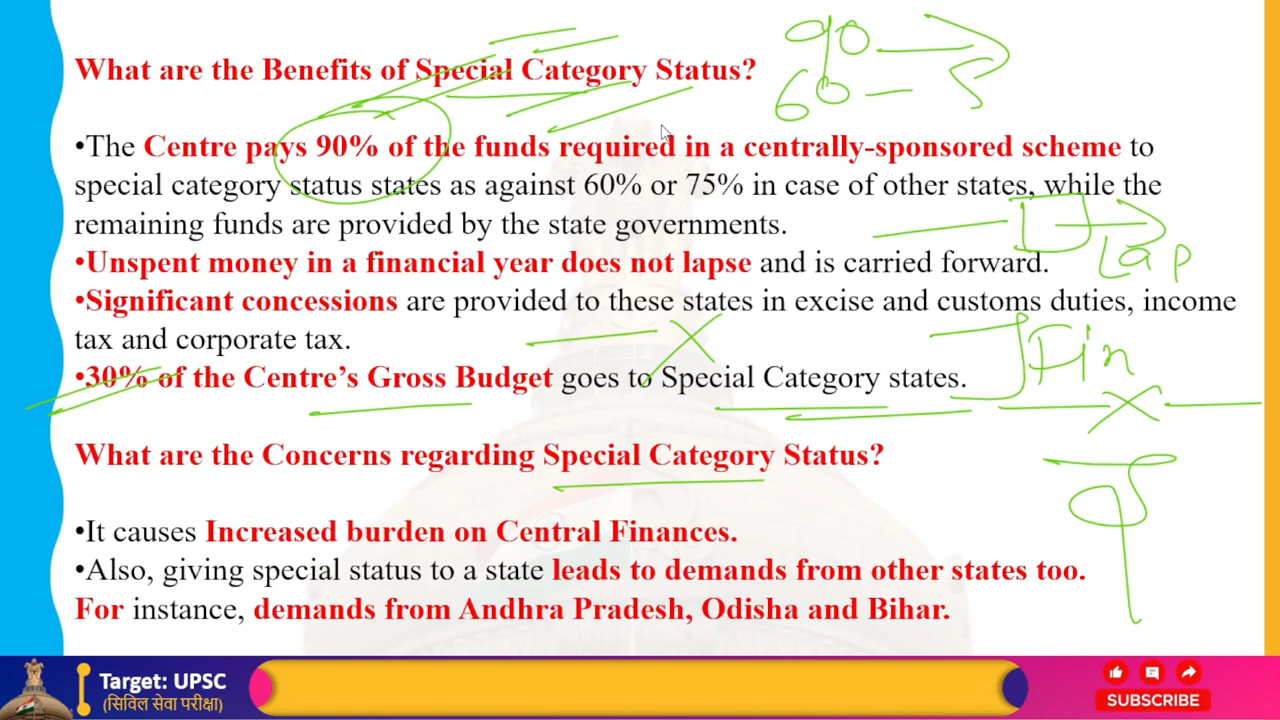 What are the Benefits of Special Category Status?
90
60 - 5
•The Centre pays 90% of the funds required in a centrally-sponsored scheme to
special category status states as against 60% or 75% in case of other states, while the
remaining funds are provided by the state governments.
•Unspent money in a financial year does not lapse and is carried forward.
Lap
•Significant concessions are provided to these states in excise and customs duties, income
tax and corporate tax.
Fin
•30% of the Centre's Gross Budget goes to Special Category states.
What are the Concerns regarding Special Category Status?
•It causes Increased burden on Central Finances.
•Also, giving special status to a state leads to demands from other states too.
For instance, demands from Andhra Pradesh, Odisha and Bihar.
Target: UPSC
(सिविल सेवा परीक्षा)
SUBSCRIBE